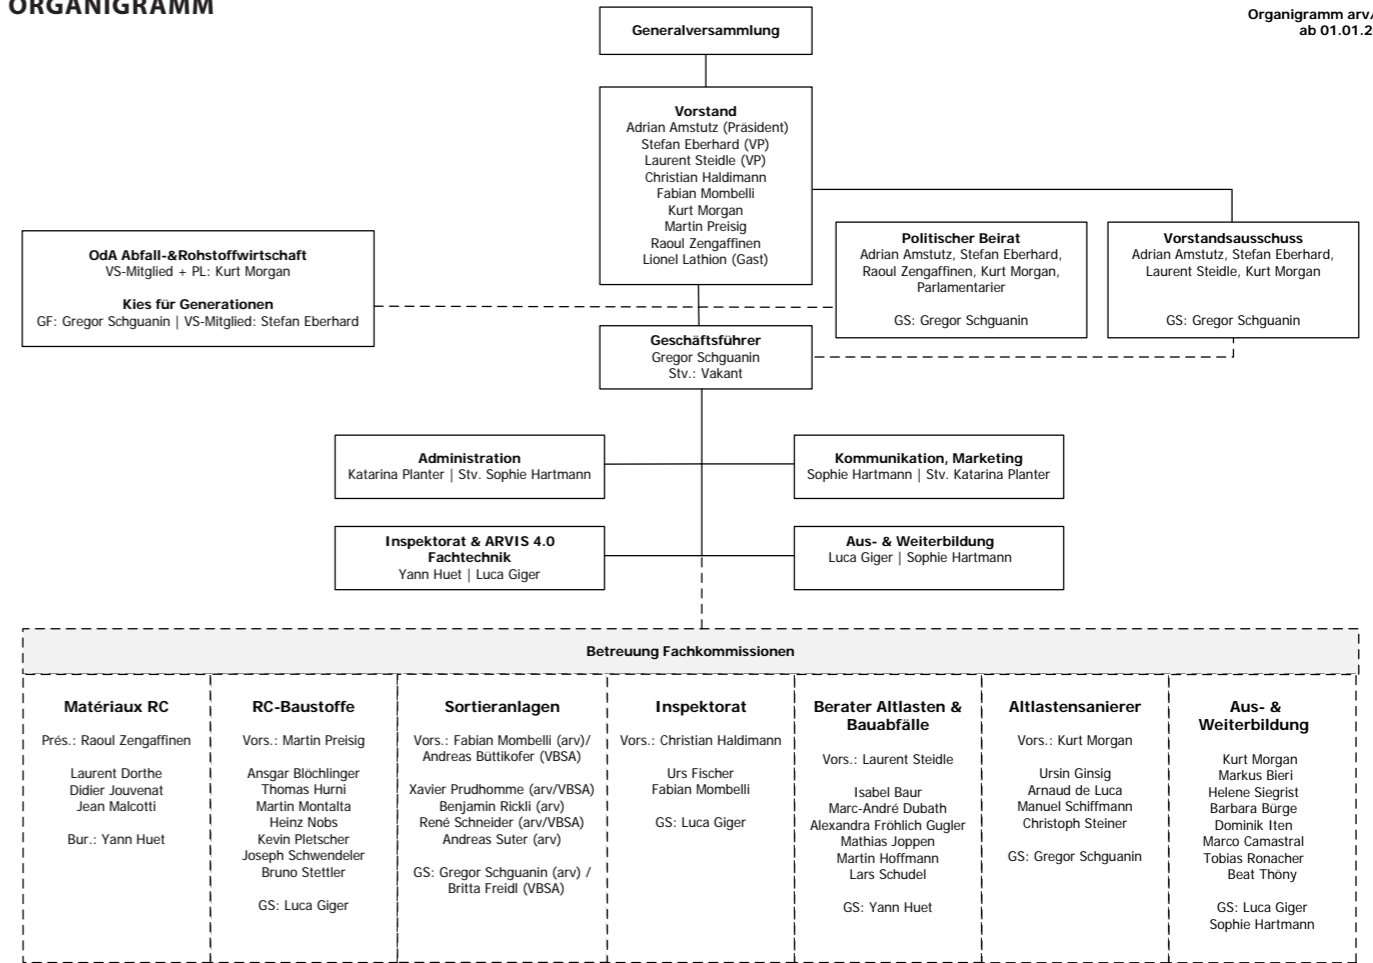 ORGANIGRAMM
Organigramm arv
ab 01.01.2
Generalversammlung
Vorstand
Adrian Amstutz (Präsident)
Stefan Eberhard (VP)
Laurent Steidle (VP)
Christian Haldimann
Fabian Mombelli
Kurt Morgan
Martin Preisig
Raoul Zengaffinen
Lionel Lathion (Gast)
OdA Abfall-&Rohstoffwirtschaft
VS-Mitglied + PL: Kurt Morgan
Kies für Generationen
GF: Gregor Schguanin | VS-Mitglied: Stefan Eberhard
Politischer Beirat
Adrian Amstutz, Stefan Eberhard,
Raoul Zengaffinen, Kurt Morgan,
Parlamentarier
GS: Gregor Schguanin
Vorstandsausschuss
Adrian Amstutz, Stefan Eberhard,
Laurent Steidle, Kurt Morgan
GS: Gregor Schguanin
Geschäftsführer
Gregor Schguanin
Stv.: Vakant
Administration
Katarina Planter | Stv. Sophie Hartmann
Kommunikation, Marketing
Sophie Hartmann | Stv. Katarina Planter
Inspektorat & ARVIS 4.0
Fachtechnik
Yann Huet | Luca Giger
Aus- & Weiterbildung
Luca Giger | Sophie Hartmann
Betreuung Fachkommissionen
Matériaux RC
Prés.: Raoul Zengaffinen
Laurent Dorthe
Didier Jouvenat
Jean Malcotti
Bur.: Yann Huet
RC-Baustoffe
Vors.: Martin Preisig
Ansgar Blöchlinger
Thomas Hurni
Martin Montalta
Heinz Nobs
Kevin Pletscher
Joseph Schwendeler
Bruno Stettler
GS: Luca Giger
Sortieranlagen
Vors.: Fabian Mombelli (arv)/
Andreas Büttikofer (VBSA)
Xavier Prudhomme (arv/VBSA)
Benjamin Rickli (arv)
René Schneider (arv/VBSA)
Andreas Suter (arv)
GS: Gregor Schguanin (arv) /
Britta Freidl (VBSA)
Inspektorat
Vors.: Christian Haldimann
Urs Fischer
Fabian Mombelli
GS: Luca Giger
Berater Altlasten &
Bauabfälle
Vors.: Laurent Steidle
Isabel Baur
Marc-André Dubath
Alexandra Fröhlich Gugler
Mathias Joppen
Martin Hoffmann
Lars Schudel
GS: Yann Huet
Altlastensanierer
Vors.: Kurt Morgan
Ursin Ginsig
Arnaud de Luca
Manuel Schiffmann
Christoph Steiner
GS: Gregor Schguanin
Aus- &
Weiterbildung
Kurt Morgan
Markus Bieri
Helene Siegrist
Barbara Bürge
Dominik Iten
Marco Camastral
Tobias Ronacher
Beat Thöny
GS: Luca Giger
Sophie Hartmann